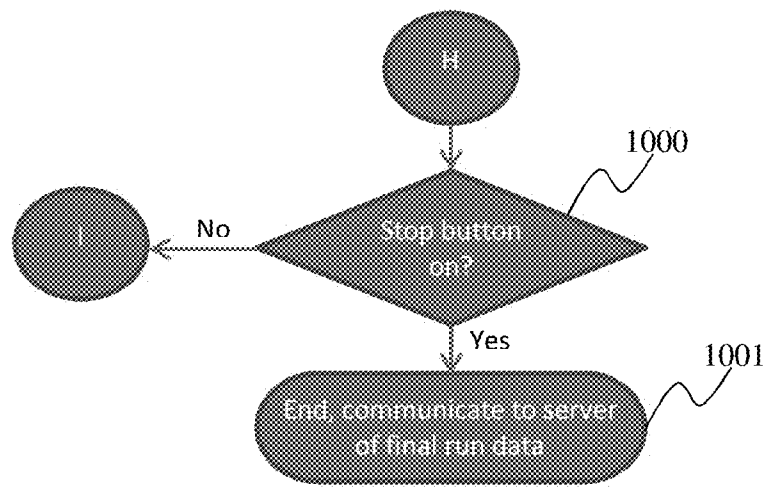 H
1000
I
No
Stop button
on?
Yes
1001
End, communicate to server
of final run data